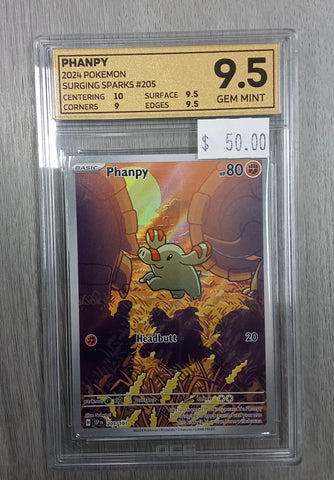 PHANPY
2024 POKEMON
SURGING SPARKS #205
CENTERING 10 SURFACE 9.5
CORNERS 9 EDGES 9.5
9.5
GEM MINT
$ 50.00
BASIC
Phanpy HP 80
Headbutt 20